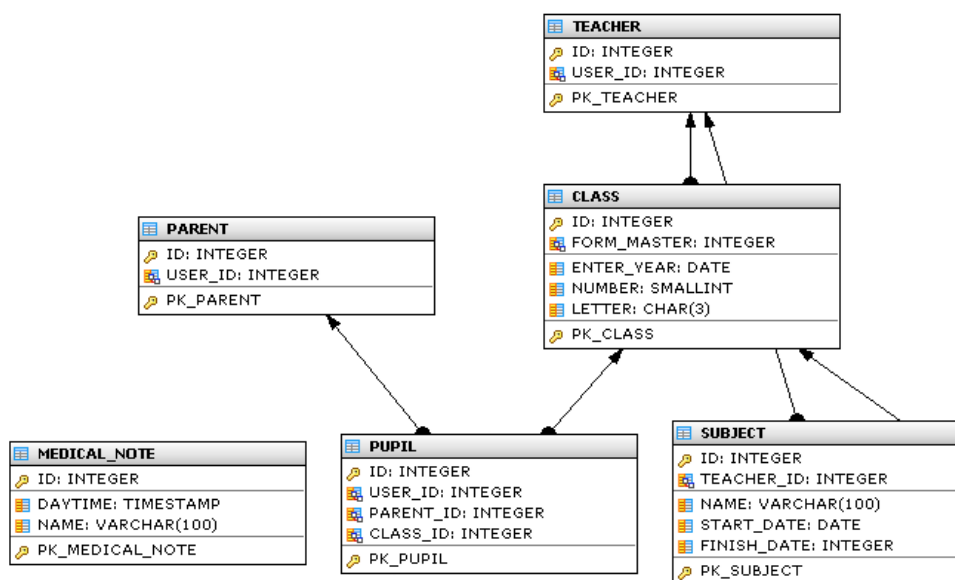 TEACHER
ID: INTEGER
USER_ID: INTEGER
PK_TEACHER
CLASS
ID: INTEGER
FORM_MASTER: INTEGER
ENTER_YEAR: DATE
NUMBER: SMALLINT
LETTER: CHAR(3)
PK_CLASS
PARENT
ID: INTEGER
USER_ID: INTEGER
PK_PARENT
MEDICAL_NOTE
ID: INTEGER
DAYTIME: TIMESTAMP
NAME: VARCHAR(100)
PK_MEDICAL_NOTE
PUPIL
ID: INTEGER
USER_ID: INTEGER
PARENT_ID: INTEGER
CLASS_ID: INTEGER
PK_PUPIL
SUBJECT
ID: INTEGER
TEACHER_ID: INTEGER
NAME: VARCHAR(100)
START_DATE: DATE
FINISH_DATE: INTEGER
PK_SUBJECT